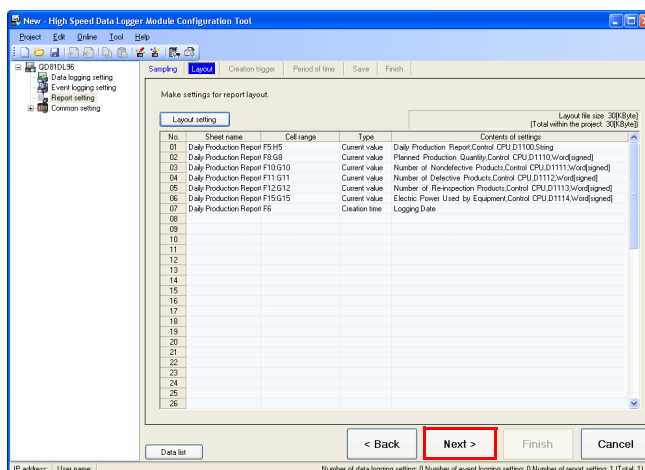 New - High Speed Data Logger Module Configuration Tool
Project Edit Online Tool Help
QD81DL96
Data logging setting
Event logging setting
Report setting
Common setting
Sampling Layout Creation trigger Period of time Save Finish
Make settings for report layout.
Layout setting
Layout file size 30[KByte]
(Total within the project 30[KByte])
No. Sheet name Cell range Type Contents of settings
01 Daily Production Report F5:H5 Current value Daily Production Report,Control CPU,D1100,String
02 Daily Production Report F8:G8 Current value Planned Production Quantity,Control CPU,D1110,Word[signed]
03 Daily Production Report F10:G10 Current value Number of Nondefective Products,Control CPU,D1111,Word[signed]
04 Daily Production Report F11:G11 Current value Number of Defective Products,Control CPU,D1112,Word[signed]
05 Daily Production Report F12:G12 Current value Number of Re-inspection Products,Control CPU,D1113,Word[signed]
06 Daily Production Report F15:G15 Current value Electric Power Used by Equipment,Control CPU,D1114,Word[signed]
07 Daily Production Report F6 Creation time Logging Date
08
09
10
11
12
13
14
15
16
17
18
19
20
21
22
23
24
25
26
Data list
< Back Next > Finish Cancel
IP address: User name: Number of data logging setting: 0 Number of event logging setting: 0 Number of report setting: 1 (Total: 1)